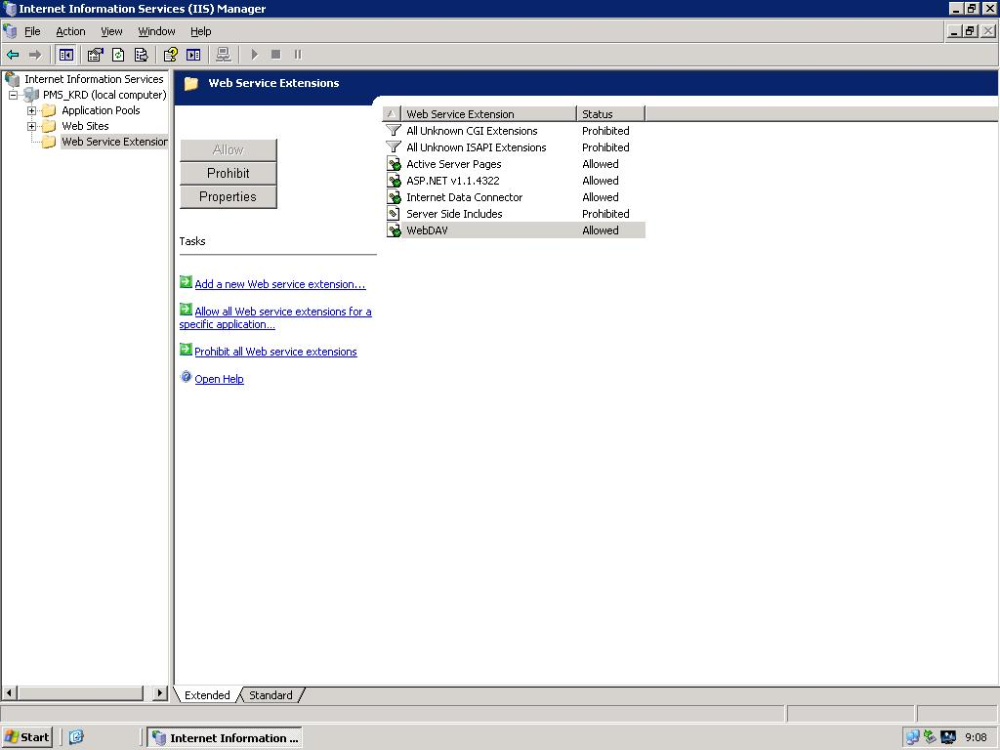 Internet Information Services (IIS) Manager
File Action View Window Help
Internet Information Services
PMS_KRD (local computer)
Application Pools
Web Sites
Web Service Extension
Web Service Extensions
Allow
Prohibit
Properties
Tasks
Add a new Web service extension...
Allow all Web service extensions for a
specific application...
Prohibit all Web service extensions
Open Help
Web Service Extension Status
All Unknown CGI Extensions Prohibited
All Unknown ISAPI Extensions Prohibited
Active Server Pages Allowed
ASP.NET v1.1.4322 Allowed
Internet Data Connector Allowed
Server Side Includes Prohibited
WebDAV Allowed
Extended Standard
Start Internet Information ... 9:08